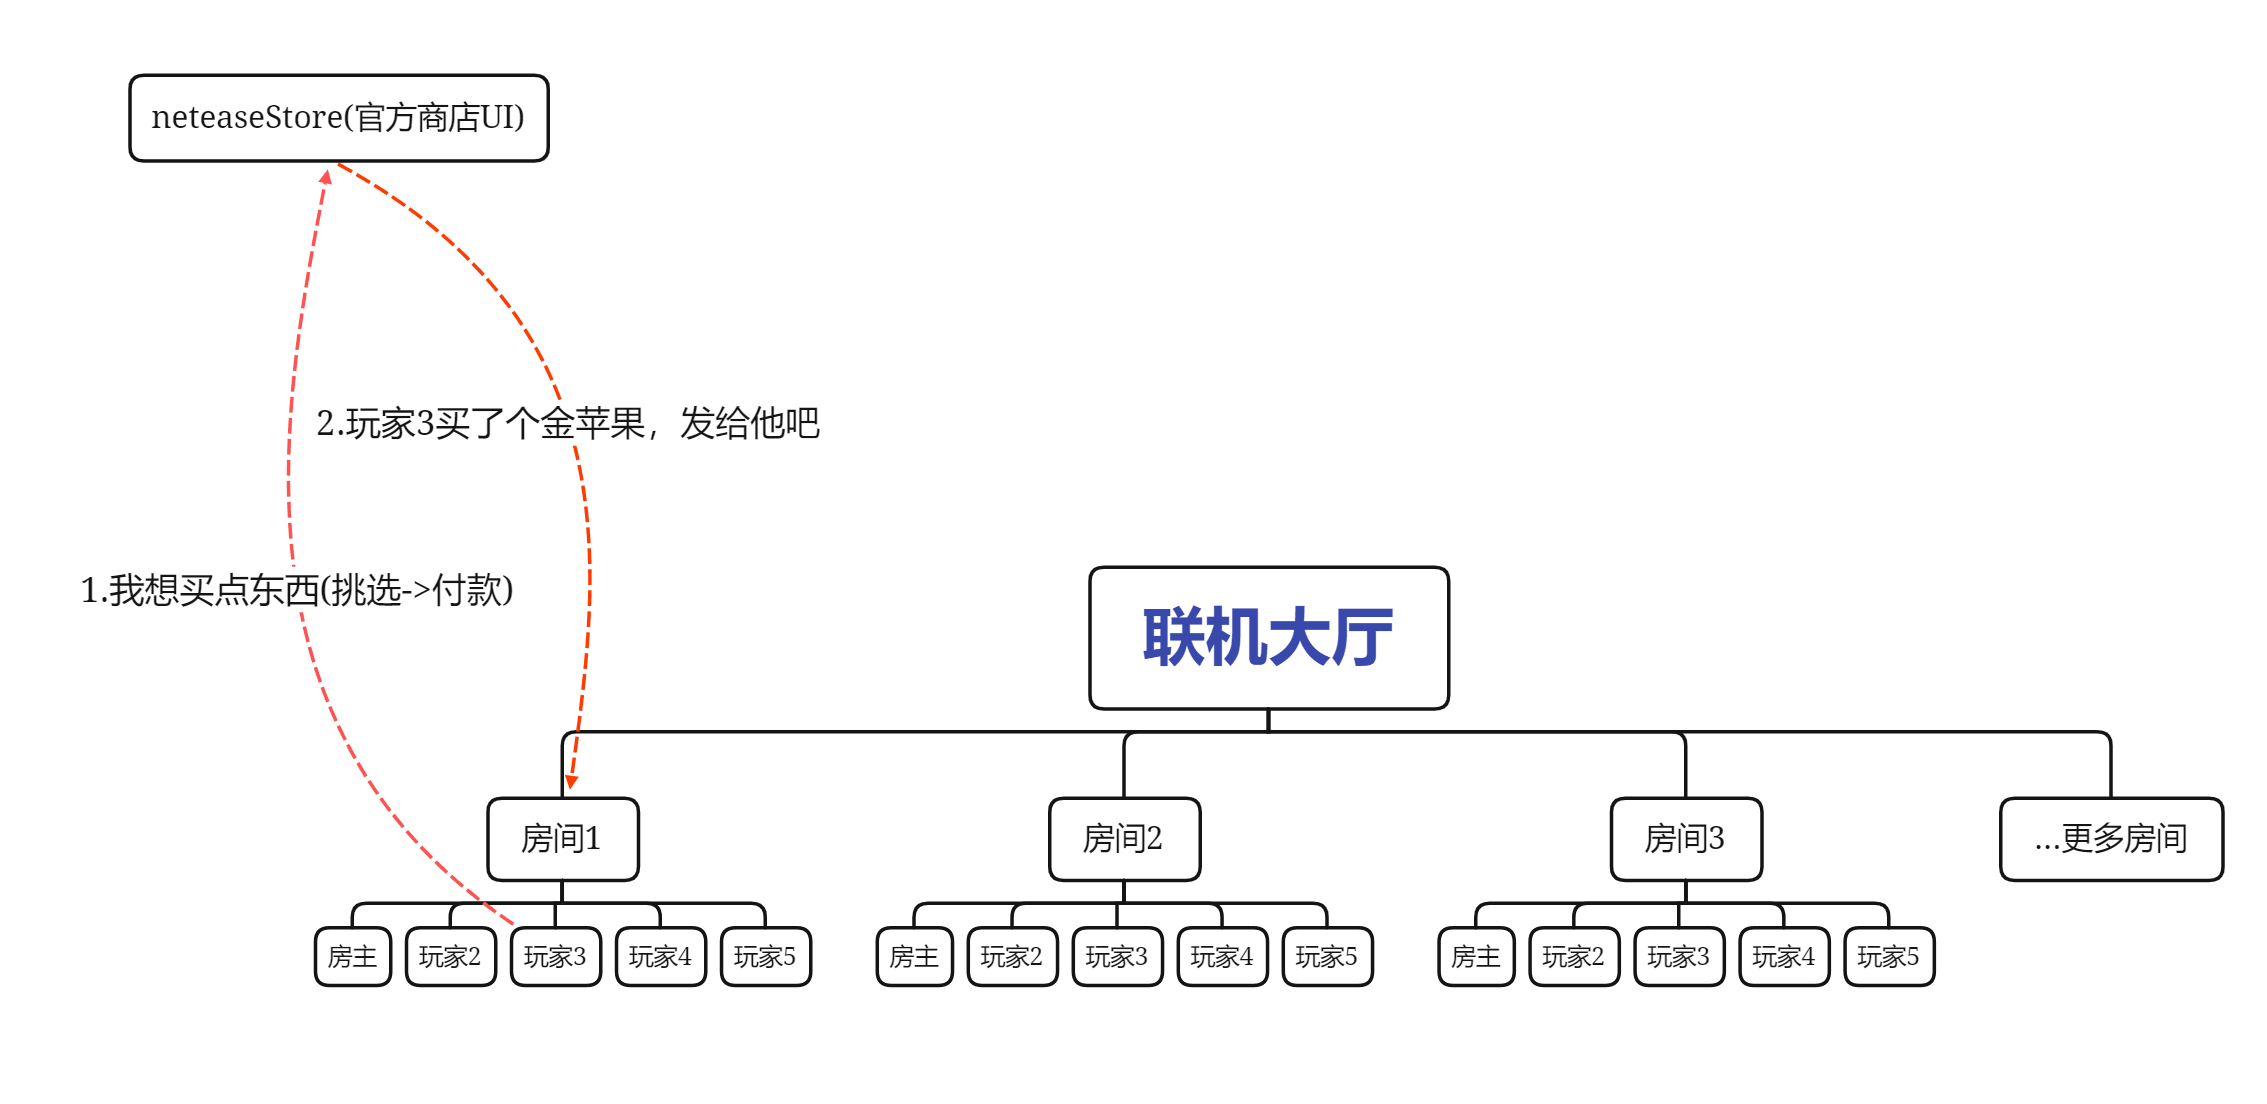 neteaseStore(官方商店UI)
2.玩家3买了个金苹果，发给他吧
1.我想买点东西(挑选->付款)
联机大厅
房间1
房间2
房间3
...更多房间
房主
玩家2
玩家3
玩家4
玩家5
房主
玩家2
玩家3
玩家4
玩家5
房主
玩家2
玩家3
玩家4
玩家5